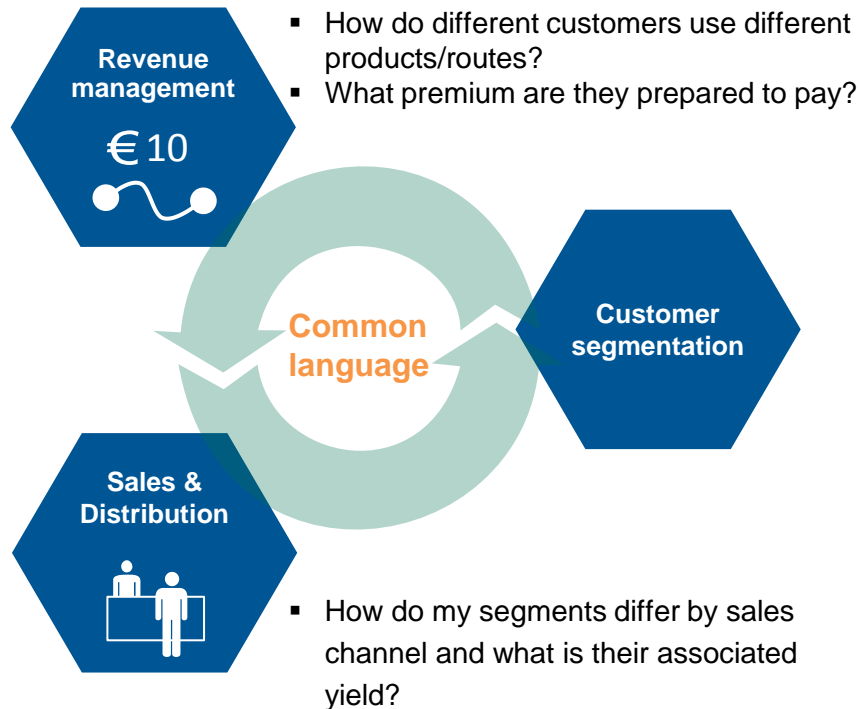 Revenue
management
€ 10
▪ How do different customers use different
products/routes?
▪ What premium are they prepared to pay?
Common
language
Customer
segmentation
Sales &
Distribution
▪ How do my segments differ by sales
channel and what is their associated
yield?